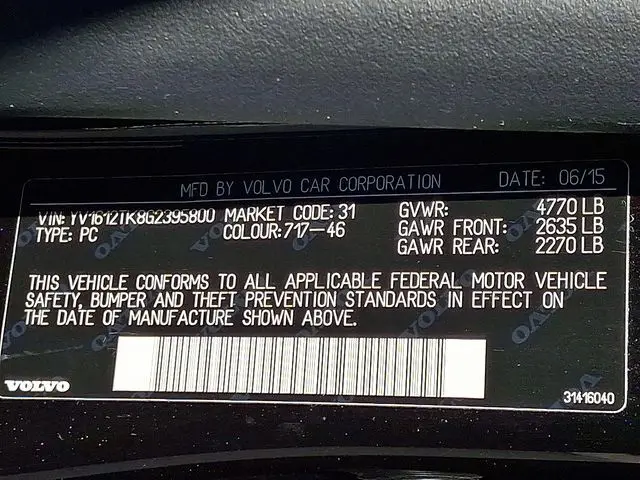 MFD BY VOLVO CAR CORPORATION DATE: 06/15
VIN: YV1612TK8G2395800 MARKET CODE: 31 GVWR: 4770 LB
TYPE: PC COLOUR: 717-46 GAWR FRONT: 2635 LB
GAWR REAR: 2270 LB
THIS VEHICLE CONFORMS TO ALL APPLICABLE FEDERAL MOTOR VEHICLE
SAFETY, BUMPER AND THEFT PREVENTION STANDARDS IN EFFECT ON
THE DATE OF MANUFACTURE SHOWN ABOVE.
VOLVO
31416040